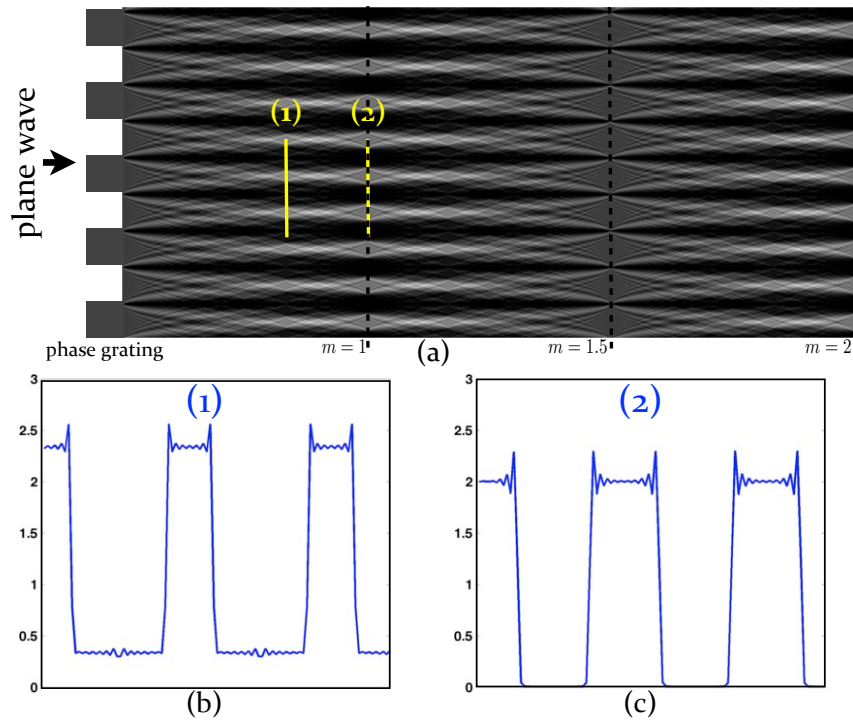 plane wave
(1)
(2)
phase grating
m = 1
(a)
m = 1.5
m = 2
(1)
3
2.5
2
1.5
1
0.5
0
(b)
(2)
3
2.5
2
1.5
1
0.5
0
(c)